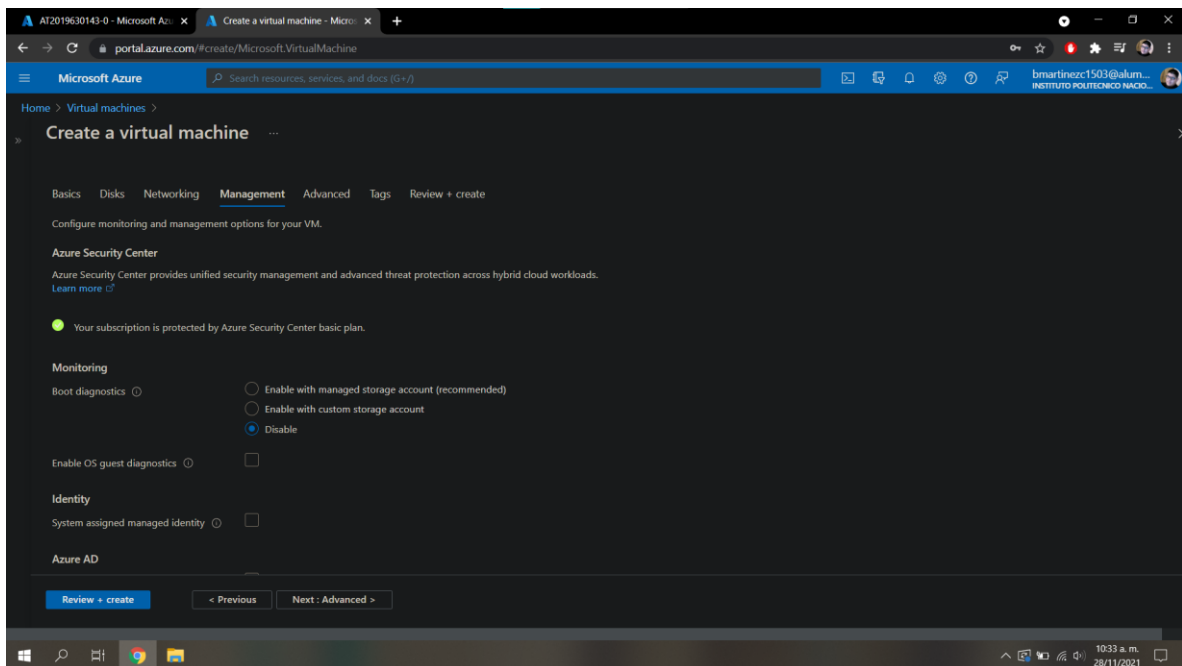 AT2019630143-0 - Microsoft Azu
Create a virtual machine - Micros
portal.azure.com/#create/Microsoft.VirtualMachine
Microsoft Azure
Search resources, services, and docs (G+/)
bmartinezc1503@alum...
INSTITUTO POLITECNICO NACIO...
Home > Virtual machines >
Create a virtual machine ...
Basics Disks Networking Management Advanced Tags Review + create
Configure monitoring and management options for your VM.
Azure Security Center
Azure Security Center provides unified security management and advanced threat protection across hybrid cloud workloads.
Learn more
Your subscription is protected by Azure Security Center basic plan.
Monitoring
Boot diagnostics
Enable with managed storage account (recommended)
Enable with custom storage account
Disable
Enable OS guest diagnostics
Identity
System assigned managed identity
Azure AD
Review + create
< Previous
Next : Advanced >
10:33 a. m.
28/11/2021